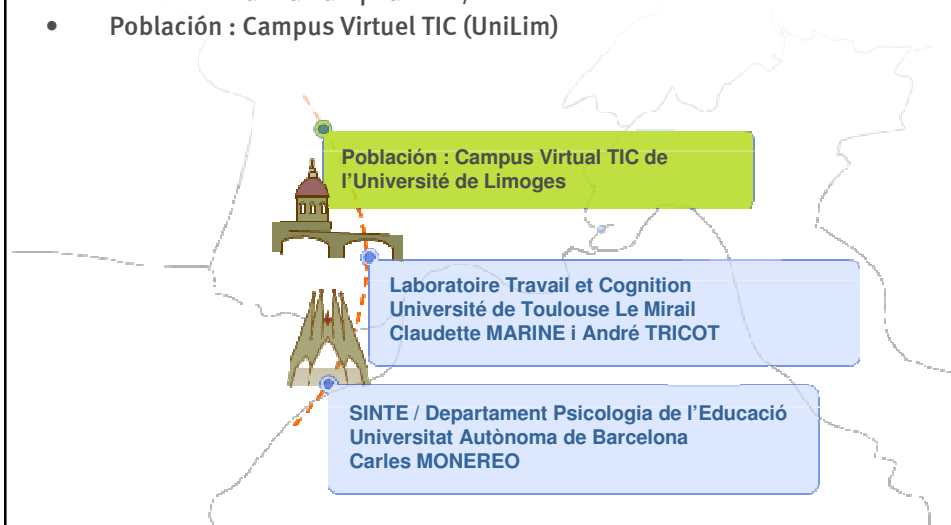 • Población : Campus Virtuel TIC (UniLim)
Población : Campus Virtual TIC de
l’Université de Limoges
Laboratoire Travail et Cognition
Université de Toulouse Le Mirail
Claudette MARINE i André TRICOT
SINTE / Departament Psicologia de l’Educació
Universitat Autònoma de Barcelona
Carles MONEREO